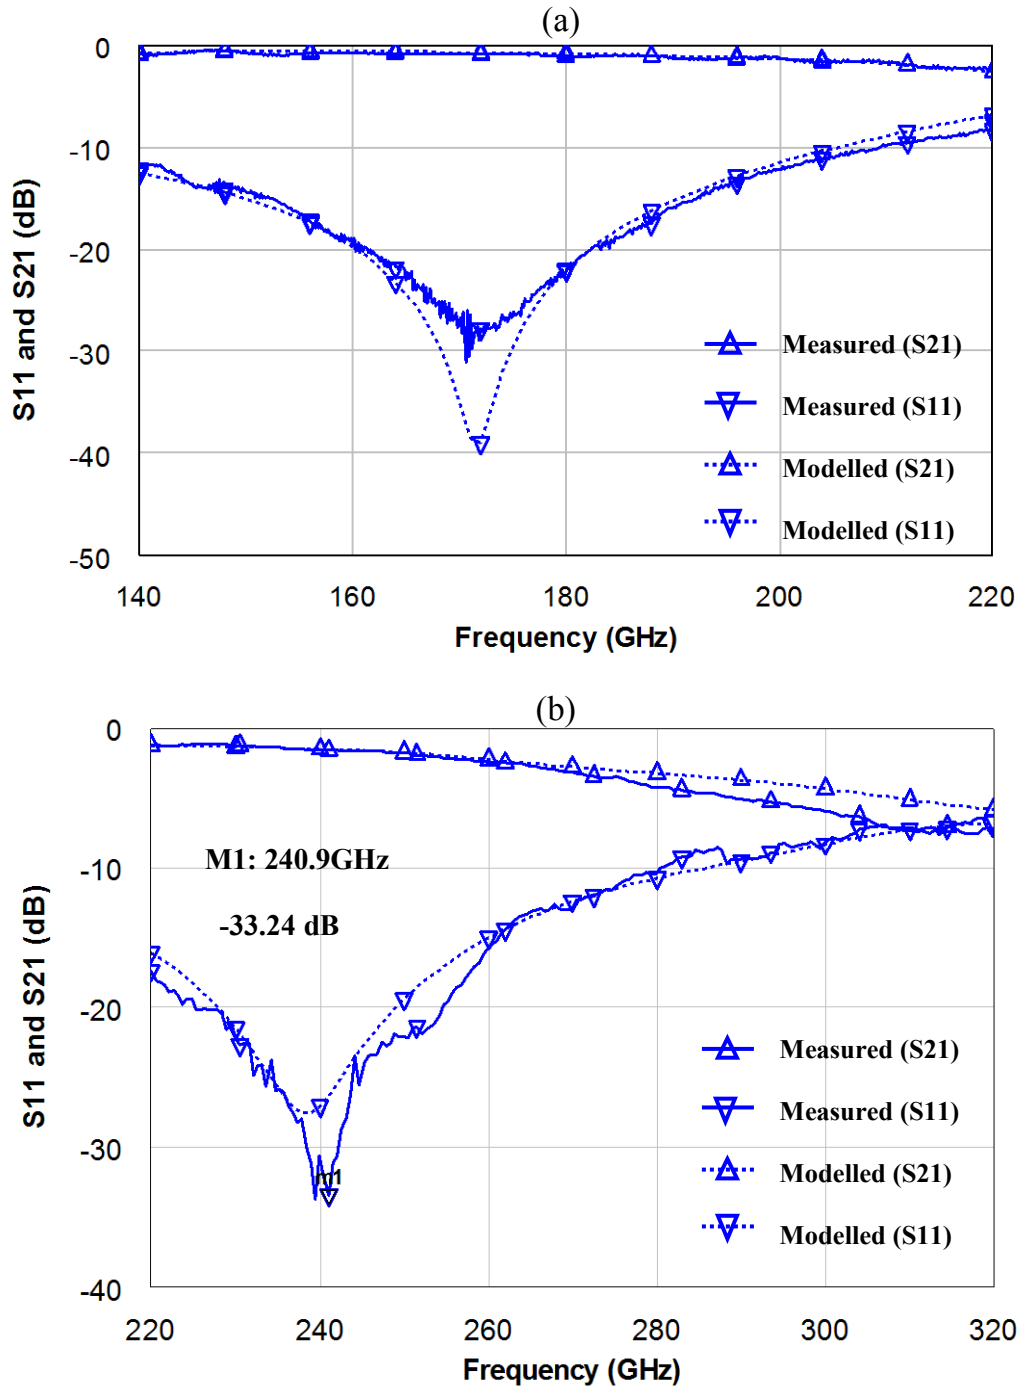 (a)
S11 and S21 (dB)
0
-10
-20
-30
-40
-50
Measured (S21)
Measured (S11)
Modelled (S21)
Modelled (S11)
140
160
180
200
220
Frequency (GHz)
(b)
S11 and S21 (dB)
0
-10
-20
-30
-40
M1: 240.9GHz
-33.24 dB
m1
Measured (S21)
Measured (S11)
Modelled (S21)
Modelled (S11)
220
240
260
280
300
320
Frequency (GHz)